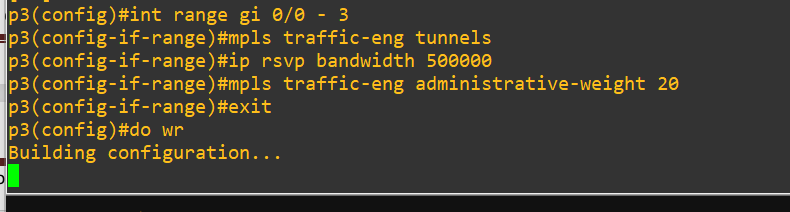 p3(config)#int range gi 0/0 - 3
p3(config-if-range)#mpls traffic-eng tunnels
p3(config-if-range)#ip rsvp bandwidth 500000
p3(config-if-range)#mpls traffic-eng administrative-weight 20
p3(config-if-range)#exit
p3(config)#do wr
Building configuration...